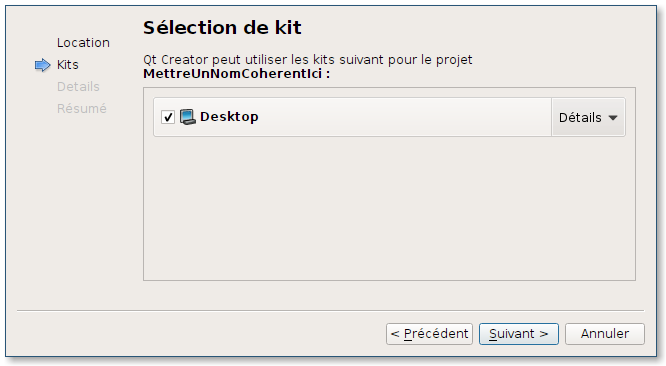 Location
Kits
Details
Résumé
Sélection de kit
Qt Creator peut utiliser les kits suivant pour le projet
MettreUnNomCoherentIci :
Desktop
Détails
< Précédent
Suivant >
Annuler